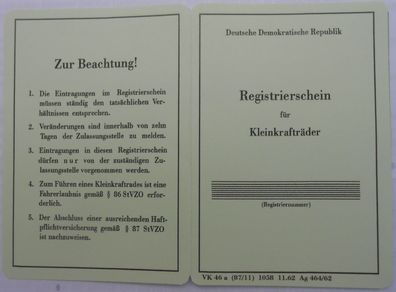 Zur Beachtung!
1. Die Eintragungen im Registrierschein
müssen ständig den tatsächlichen Ver-
hältnissen entsprechen.
2. Veränderungen sind innerhalb von zehn
Tagen der Zulassungsstelle zu melden.
3. Eintragungen in diesen Registrierschein
dürfen nur von der zuständigen Zu-
lassungsstelle vorgenommen werden.
4. Zum Führen eines Kleinkraftrades ist eine
Fahrerlaubnis gemäß § 86 StVZO erfor-
derlich.
5. Der Abschluss einer ausreichenden Haft-
pflichtversicherung gemäß § 87 StVZO
ist nachzuweisen.
Deutsche Demokratische Republik
Registrierschein
für
Kleinkrafträder
(Registriernummer)
VK 46 a (87/11) 1058 11.62 Ag 464/62